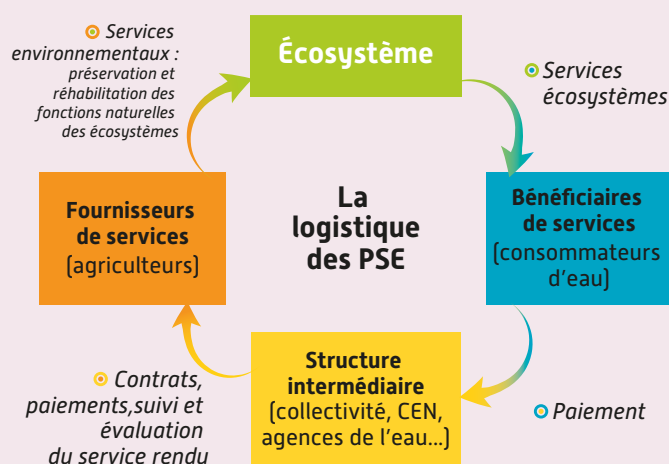 Services
environnementaux :
préservation et
réhabilitation des
fonctions naturelles
des écosystèmes
Écosystème
Services
écosystèmes
Fournisseurs
de services
(agriculteurs)
La
logistique
des PSE
Bénéficiaires
de services
(consommateurs
d'eau)
Contrats,
paiements,suivi et
évaluation
du service rendu
Structure
intermédiaire
(collectivité, CEN,
agences de l'eau...)
Paiement